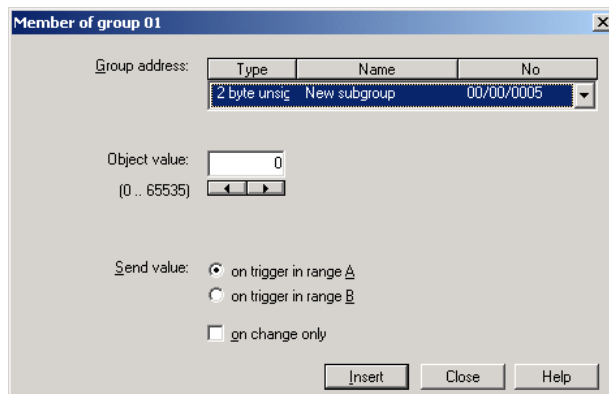 Member of group 01
Group address:
Type Name No
2 byte unsig New subgroup 00/00/0005
Object value: 0
(0 .. 65535)
Send value: on trigger in range A
on trigger in range B
on change only
Insert Close Help